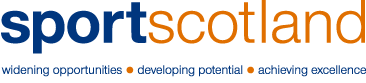 sportscotland
widening opportunities • developing potential • achieving excellence